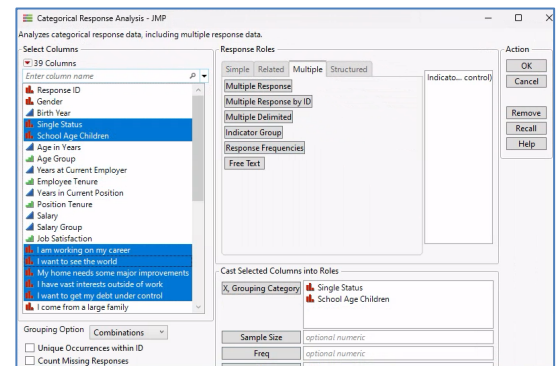 Categorical Response Analysis - JMP
Analyzes categorical response data, including multiple response data.
Select Columns
39 Columns
Enter column name
Response ID
Gender
Birth Year
Single Status
School Age Children
Age in Years
Age Group
Years at Current Employer
Employee Tenure
Years in Current Position
Position Tenure
Salary
Salary Group
Job Satisfaction
I am working on my career
I want to see the world
My home needs some major improvements
I have vast interests outside of work
I want to get my debt under control
I come from a large family
Grouping Option Combinations
Unique Occurrences within ID
Count Missing Responses
Response Roles
Simple Related Multiple Structured
Multiple Response
Multiple Response by ID
Multiple Delimited
Indicator Group
Response Frequencies
Free Text
Indicato... control)
Cast Selected Columns into Roles
X, Grouping Category
Single Status
School Age Children
Sample Size optional numeric
Freq optional numeric
Action
OK
Cancel
Remove
Recall
Help